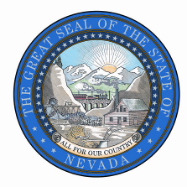 THE GREAT SEAL OF THE STATE OF
NEVADA
ALL FOR OUR COUNTRY